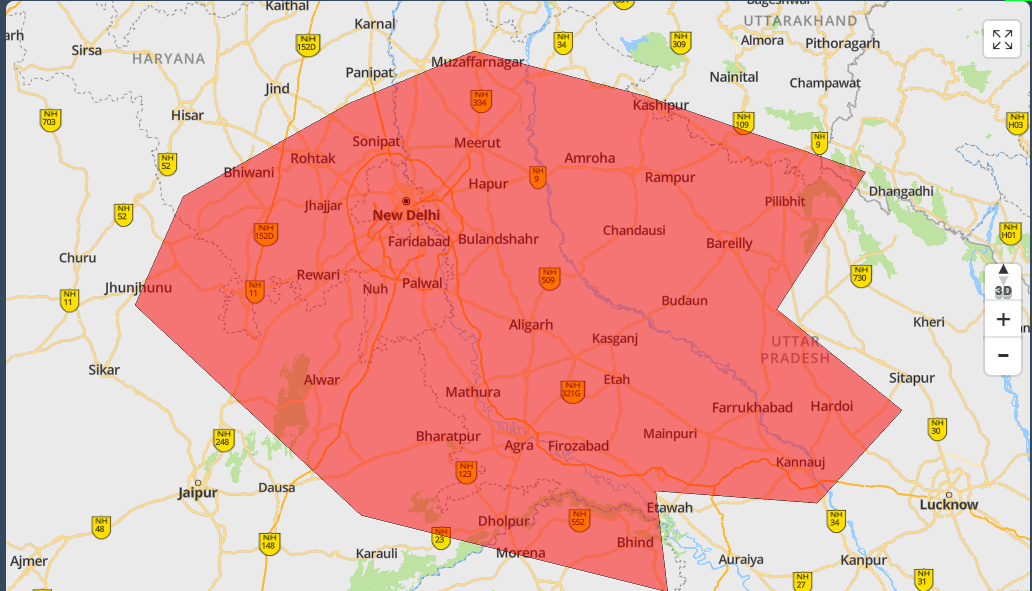 Kaithal
Bageshwar
UTTARAKHAND
arh
Karnal
NH
152D
NH
34
NH
309
Almora
Pithoragarh
Sirsa
HARYANA
Muzaffarnagar
Panipat
Nainital
Champawat
Jind
NH
334
Kashipur
Hisar
NH
703
NH
109
NH
H03
Sonipat
Meerut
NH
9
NH
52
Rohtak
Amroha
Bhiwani
Hapur
NH
9
Rampur
Dhangadhi
Jhajjar
New Delhi
Pilibhit
NH
52
NH
152D
Faridabad
Bulandshahr
Chandausi
Bareilly
NH
H01
Churu
Rewari
Nuh
Palwal
NH
509
NH
730
Jhunjhunu
NH
11
NH
11
Budaun
3D
+
Aligarh
Kasganj
Kheri
UTTAR
PRADESH
−
Sikar
Alwar
Mathura
NH
321G
Etah
Sitapur
Farrukhabad
Hardoi
NH
248
Bharatpur
Agra
Firozabad
Mainpuri
NH
30
NH
123
Kannauj
Jaipur
Dausa
Etawah
Lucknow
NH
48
Dholpur
NH
552
NH
34
NH
148
NH
23
Bhind
Karauli
Morena
Ajmer
Auraiya
Kanpur
NH
27
NH
31